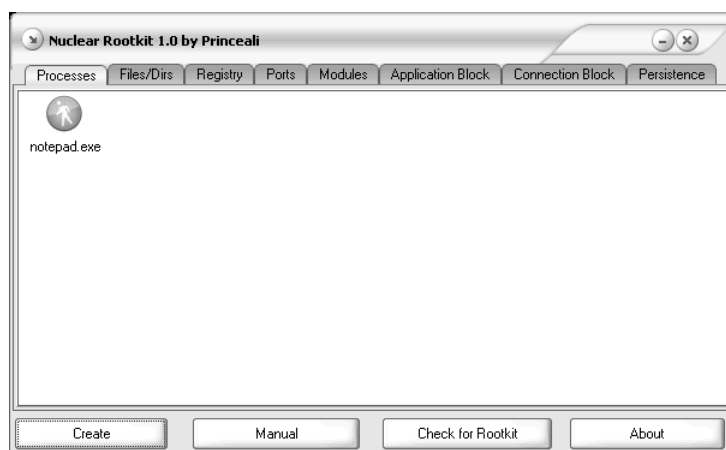 Nuclear Rootkit 1.0 by Princeali
Processes Files/Dirs Registry Ports Modules Application Block Connection Block Persistence
notepad.exe
Create Manual Check for Rootkit About